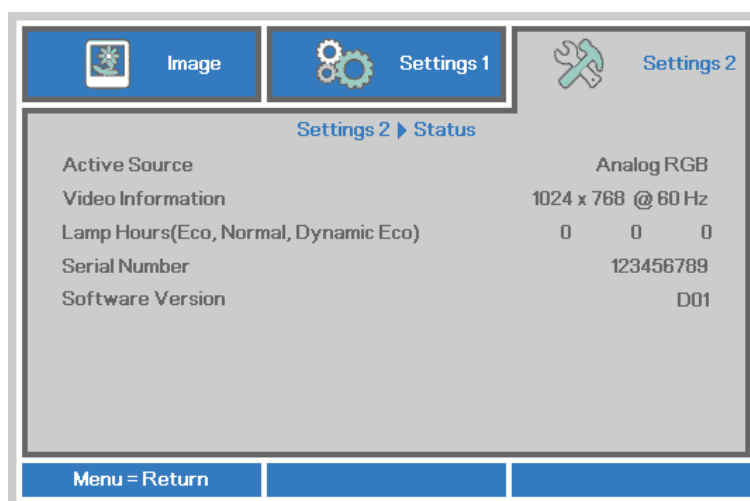 Image Settings 1 Settings 2
Settings 2 ▶ Status
Active Source Analog RGB
Video Information 1024 x 768 @ 60 Hz
Lamp Hours(Eco, Normal, Dynamic Eco) 0 0 0
Serial Number 123456789
Software Version D01
Menu = Return